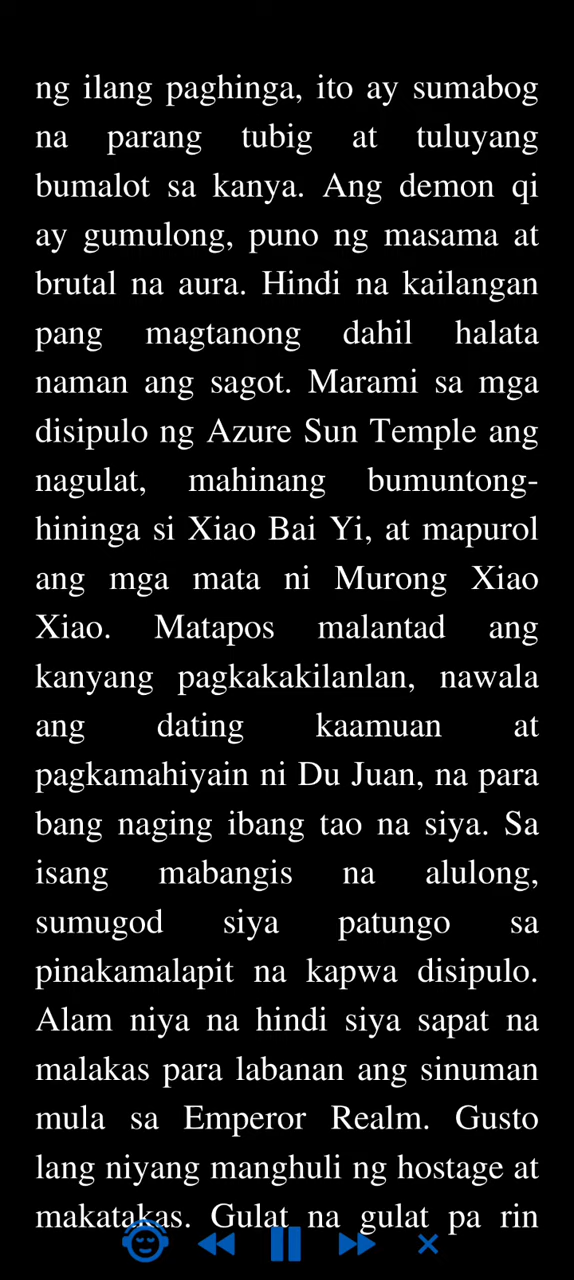 ng ilang paghinga, ito ay sumabog
na parang tubig at tuluyang
bumalot sa kanya. Ang demon qi
ay gumulong, puno ng masama at
brutal na aura. Hindi na kailangan
pang magtanong dahil halata
naman ang sagot. Marami sa mga
disipulo ng Azure Sun Temple ang
nagulat, mahinang bumuntong-
hininga si Xiao Bai Yi, at mapurol
ang mga mata ni Murong Xiao
Xiao. Matapos malantad ang
kanyang pagkakakilanlan, nawala
ang dating kaamuan at
pagkamahiyain ni Du Juan, na para
bang naging ibang tao na siya. Sa
isang mabangis na alulong,
sumugod siya patungo sa
pinakamalapit na kapwa disipulo.
Alam niya na hindi siya sapat na
malakas para labanan ang sinuman
mula sa Emperor Realm. Gusto
lang niyang manghuli ng hostage at
makatakas. Gulat na gulat pa rin